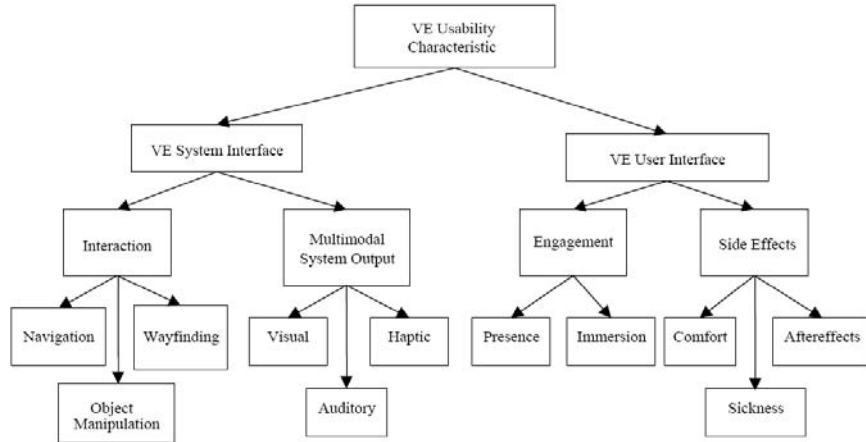 VE Usability
Characteristic
VE System Interface
VE User Interface
Interaction
Multimodal
System Output
Engagement
Side Effects
Navigation
Wayfinding
Visual
Haptic
Presence
Immersion
Comfort
Aftereffects
Object
Manipulation
Auditory
Sickness